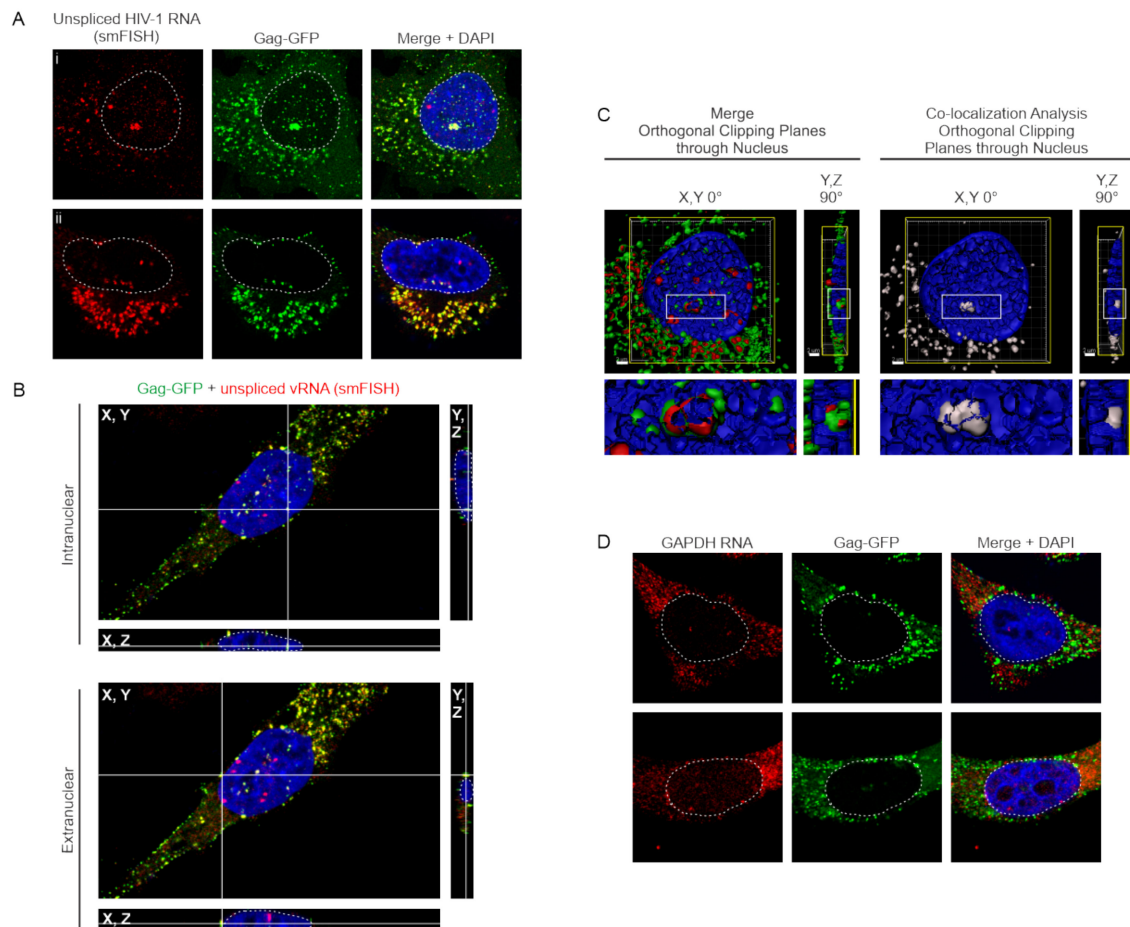 A
Unspliced HIV-1 RNA
(smFISH)
Gag-GFP
Merge + DAPI
i
ii
B
Gag-GFP + unspliced vRNA (smFISH)
Intranuclear
X, Y
Y,
Z
X, Z
Extranuclear
X, Y
Y,
Z
X, Z
C
Merge
Orthogonal Clipping Planes
through Nucleus
Co-localization Analysis
Orthogonal Clipping
Planes through Nucleus
X,Y 0°
Y,Z
90°
X,Y 0°
Y,Z
90°
D
GAPDH RNA
Gag-GFP
Merge + DAPI